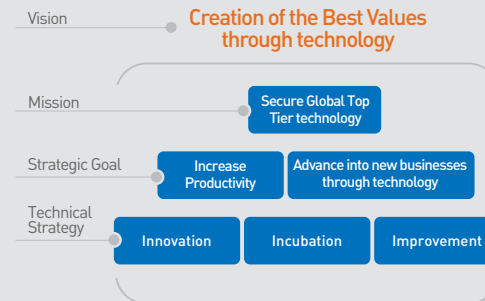 Vision
Creation of the Best Values
through technology
Mission
Secure Global Top
Tier technology
Strategic Goal
Increase
Productivity
Advance into new businesses
through technology
Technical
Strategy
Innovation
Incubation
Improvement